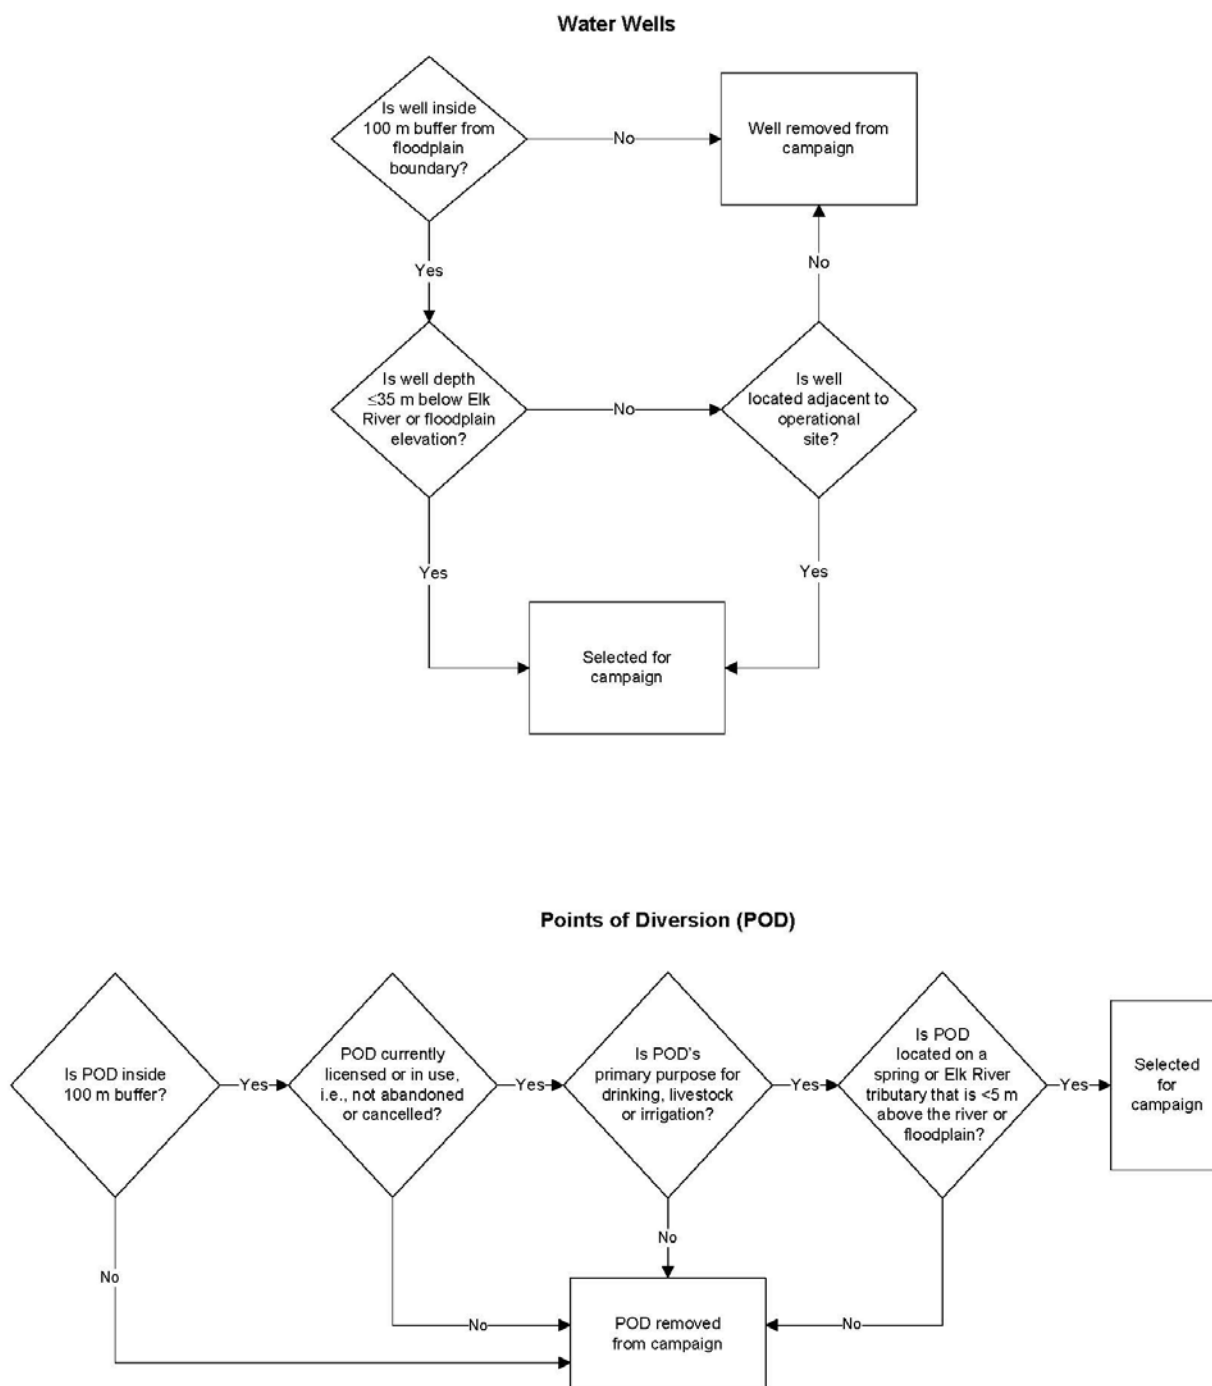 Water Wells
Is well inside
100 m buffer from
floodplain
boundary?
No
Well removed from
campaign
Yes
No
Is well depth
≤35 m below Elk
River or floodplain
elevation?
No
Is well
located adjacent to
operational
site?
Yes
Yes
Selected for
campaign
Points of Diversion (POD)
Is POD inside
100 m buffer?
Yes
POD currently
licensed or in use,
i.e., not abandoned
or cancelled?
Yes
Is POD's
primary purpose for
drinking, livestock
or irrigation?
Yes
Is POD
located on a
spring or Elk River
tributary that is <5 m
above the river or
floodplain?
Yes
Selected
for
campaign
No
No
No
No
POD removed
from campaign